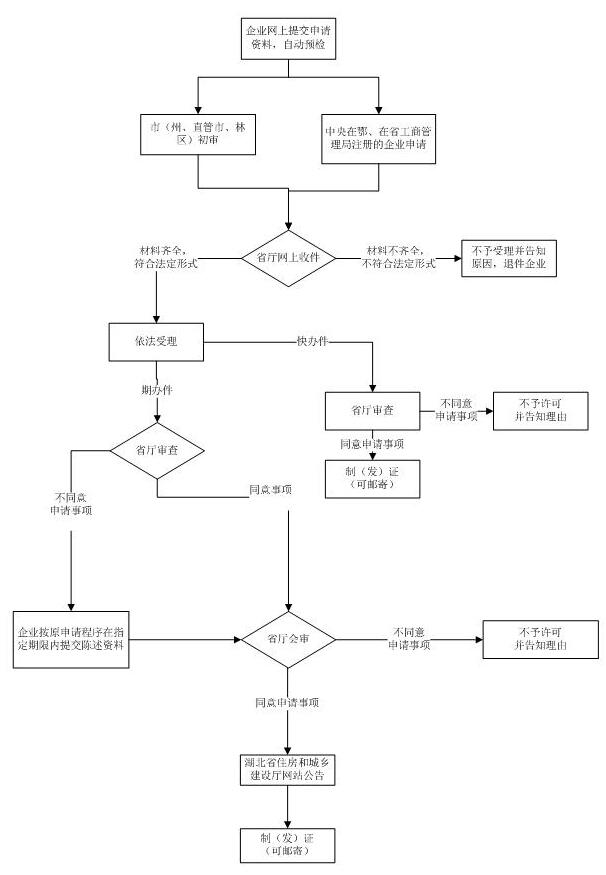 企业网上提交申请
资料，自动预检
市（州、直管市、林
区）初审
中央在鄂、在省工商管
理局注册的企业申请
材料齐全，
符合法定形式
省厅网上收件
材料不齐全，
不符合法定形式
不予受理并告知
原因，退件企业
依法受理
快办件
期办件
省厅审查
不同意
申请事项
不予许可
并告知理由
同意申请事项
制（发）证
（可邮寄）
省厅审查
不同意
申请事项
同意事项
企业按原申请程序在指
定期限内提交陈述资料
省厅会审
不同意
申请事项
不予许可
并告知理由
同意申请事项
湖北省住房和城乡
建设厅网站公告
制（发）证
（可邮寄）